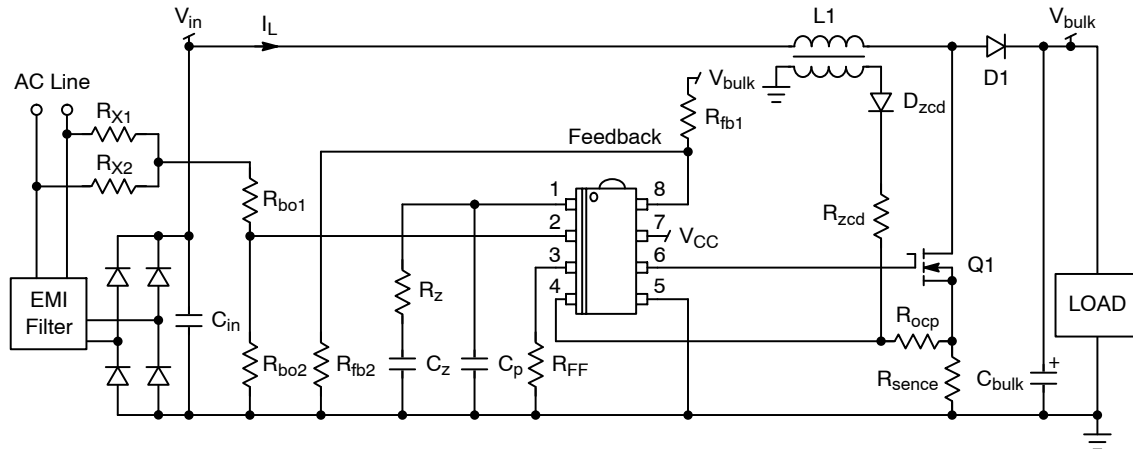 Vin
IL
L1
Vbulk
AC Line
D1
RX1
Vbulk
Dzcd
Rfb1
Feedback
RX2
Rbo1
1
8
Rzcd
2
7
VCC
3
6
Q1
4
5
Rz
EMI
Filter
Cin
LOAD
Rocp
Rbo2
Rfb2
Cz
Cp
RFF
Rsence
Cbulk
+